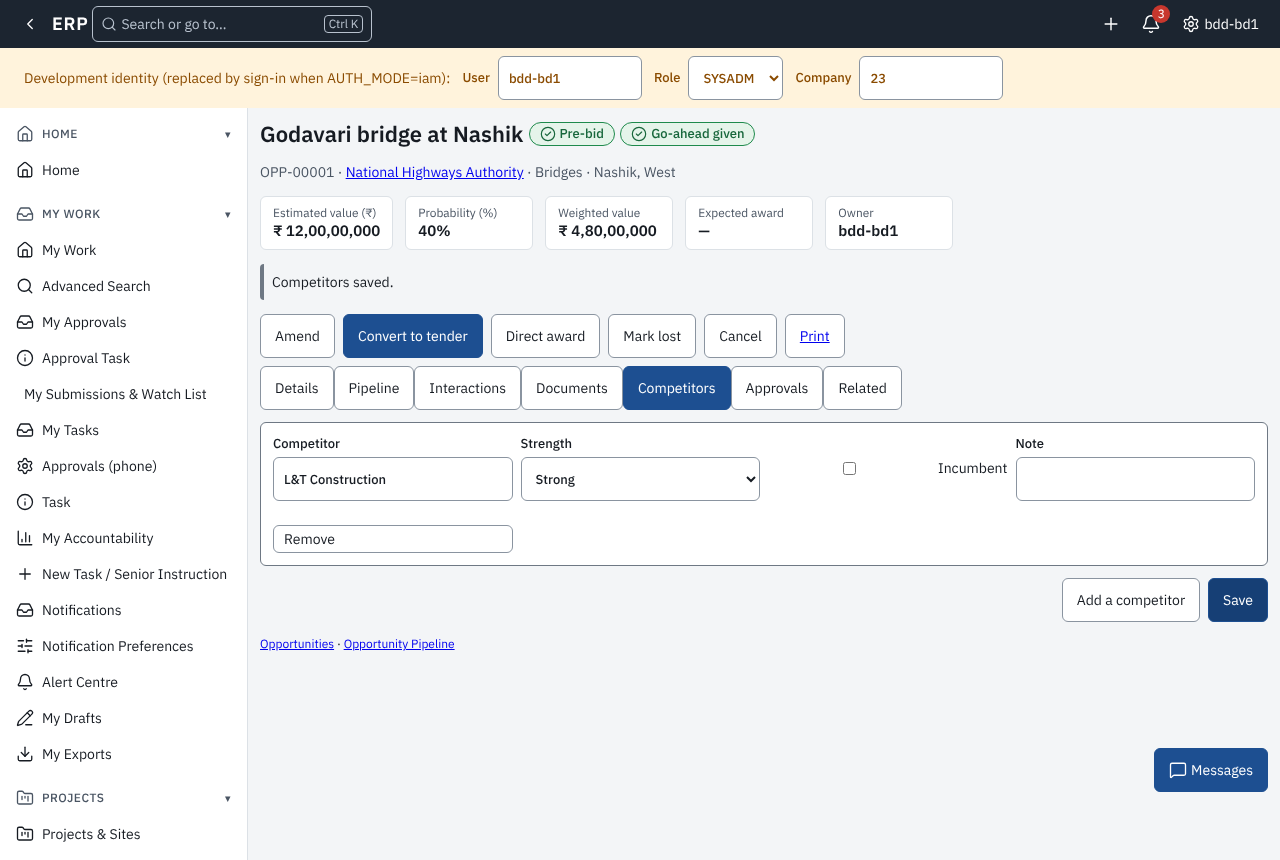 ERP
Search or go to…
Ctrl K
3
bdd-bd1
Development identity (replaced by sign-in when AUTH_MODE=iam):
User
bdd-bd1
Role
SYSADM
Company
23
HOME
Home
MY WORK
My Work
Advanced Search
My Approvals
Approval Task
My Submissions & Watch List
My Tasks
Approvals (phone)
Task
My Accountability
New Task / Senior Instruction
Notifications
Notification Preferences
Alert Centre
My Drafts
My Exports
PROJECTS
Projects & Sites
Godavari bridge at Nashik
Pre-bid
Go-ahead given
OPP-00001 · National Highways Authority · Bridges · Nashik, West
Estimated value (₹)
₹ 12,00,00,000
Probability (%)
40%
Weighted value
₹ 4,80,00,000
Expected award
—
Owner
bdd-bd1
Competitors saved.
Amend
Convert to tender
Direct award
Mark lost
Cancel
Print
Details
Pipeline
Interactions
Documents
Competitors
Approvals
Related
Competitor
L&T Construction
Strength
Strong
Incumbent
Note
Remove
Add a competitor
Save
Opportunities · Opportunity Pipeline
Messages